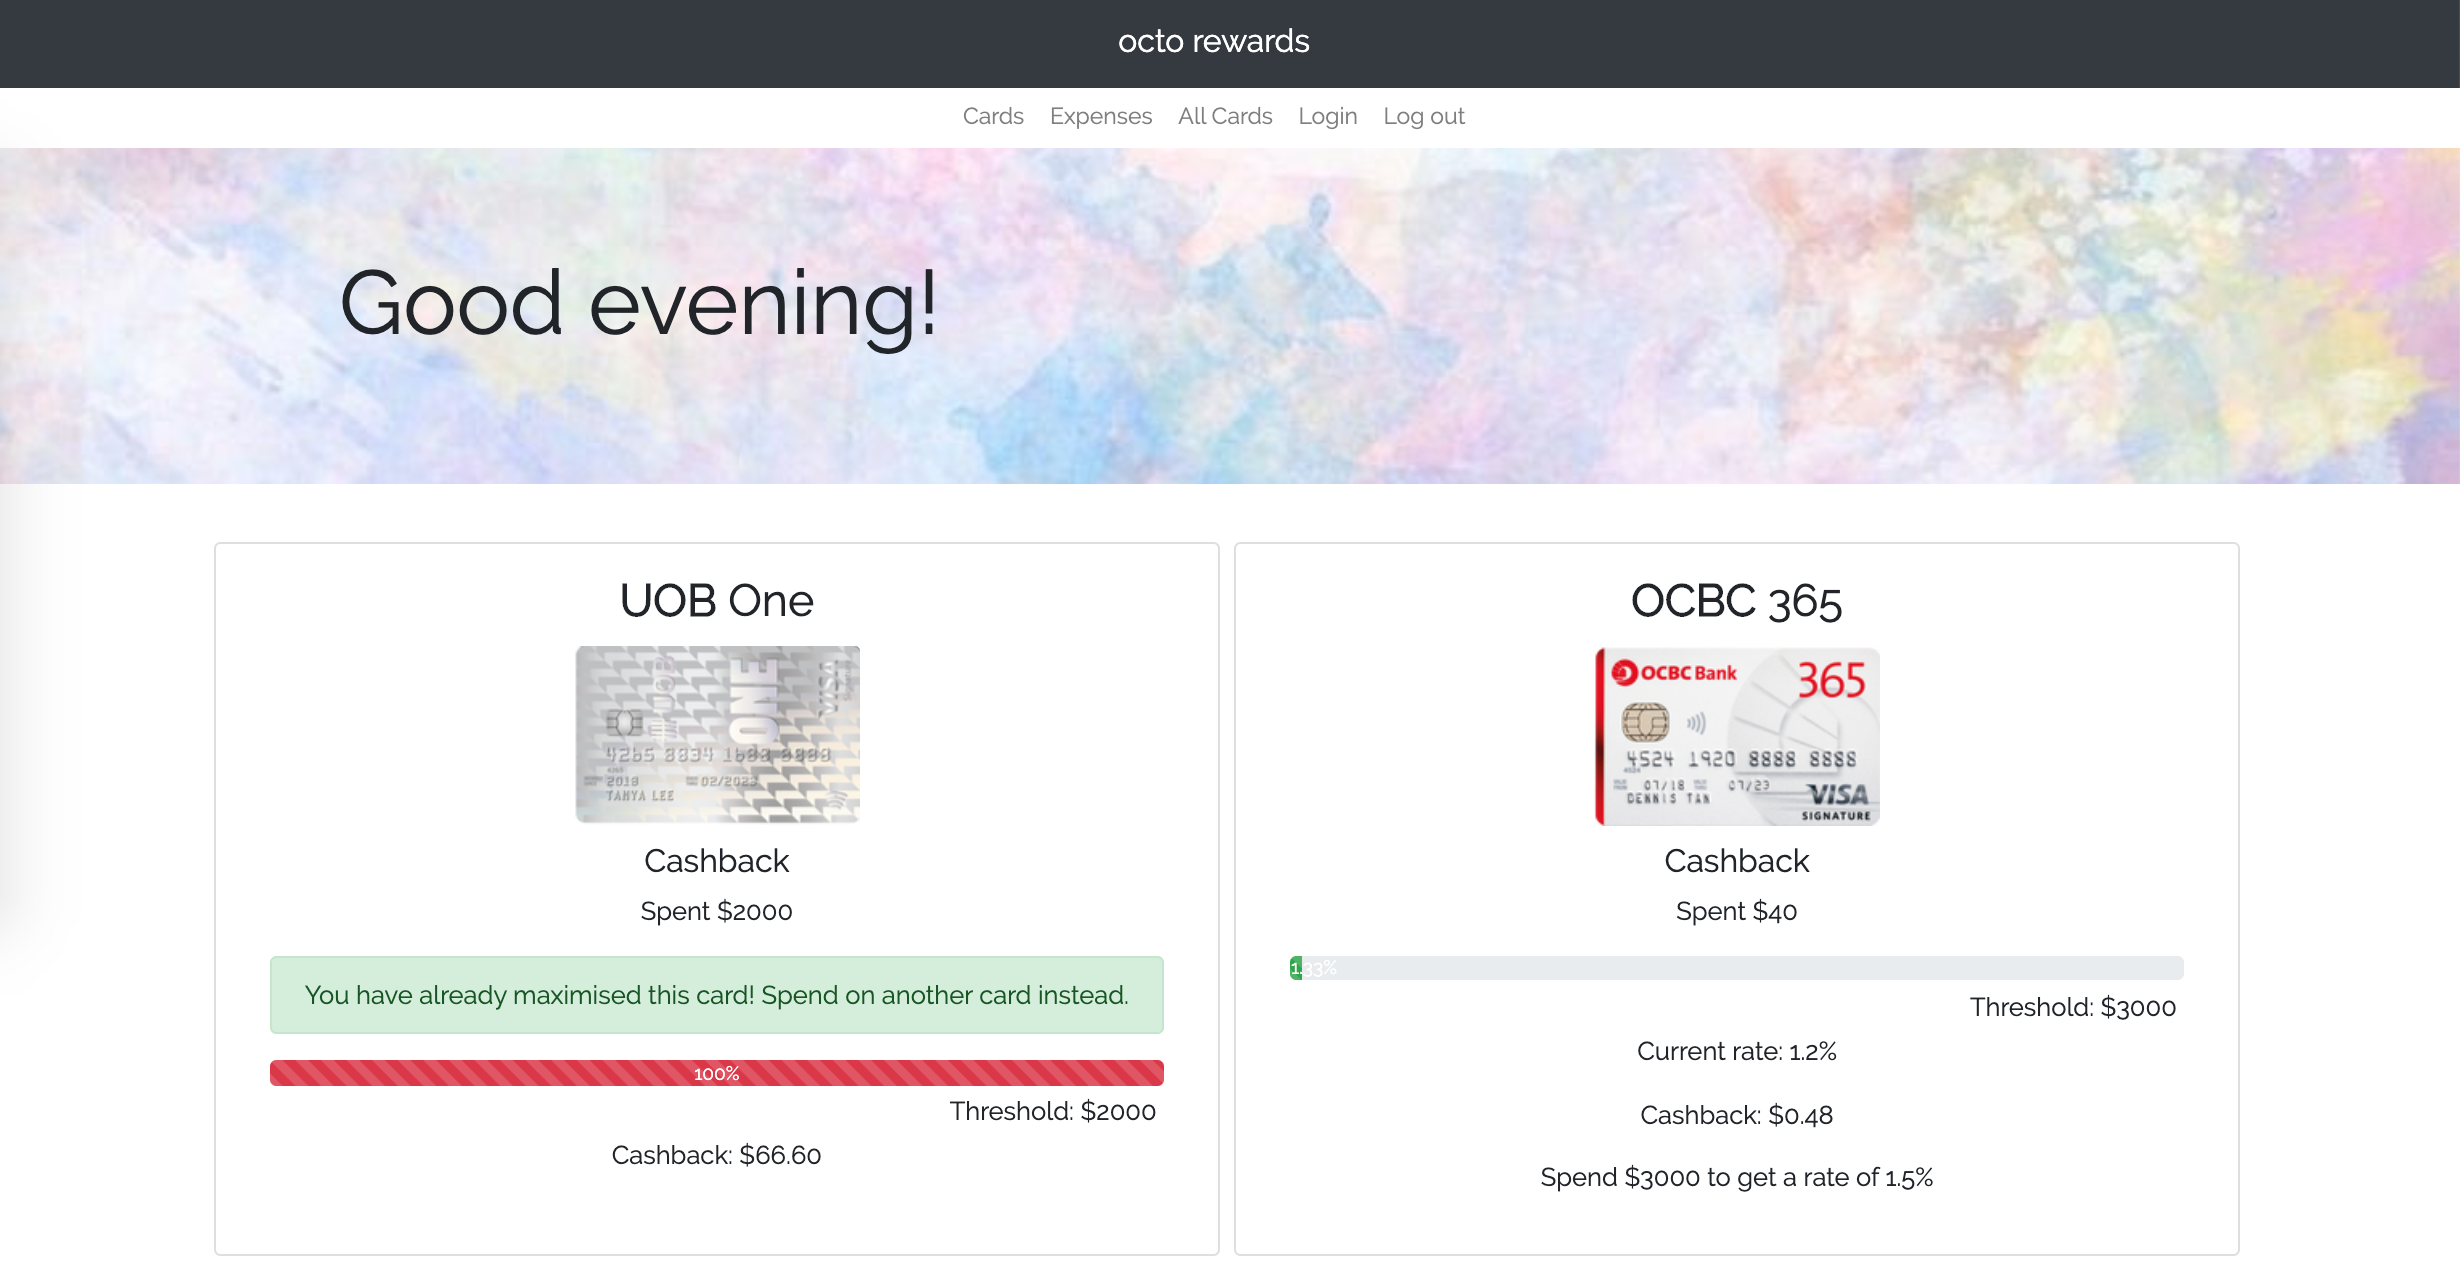 octo rewards
Cards Expenses All Cards Login Log out
Good evening!
UOB One
UOB
ONE
VISA
4265 8834 1688 8888
4265
2018 02/2023
TANYA LEE
Cashback
Spent $2000
You have already maximised this card! Spend on another card instead.
100%
Threshold: $2000
Cashback: $66.60
OCBC 365
OCBC Bank 365
4524 1920 8888 8888
4524
07/18 07/23
DENNIS TAN
VISA
SIGNATURE
Cashback
Spent $40
1.33%
Threshold: $3000
Current rate: 1.2%
Cashback: $0.48
Spend $3000 to get a rate of 1.5%